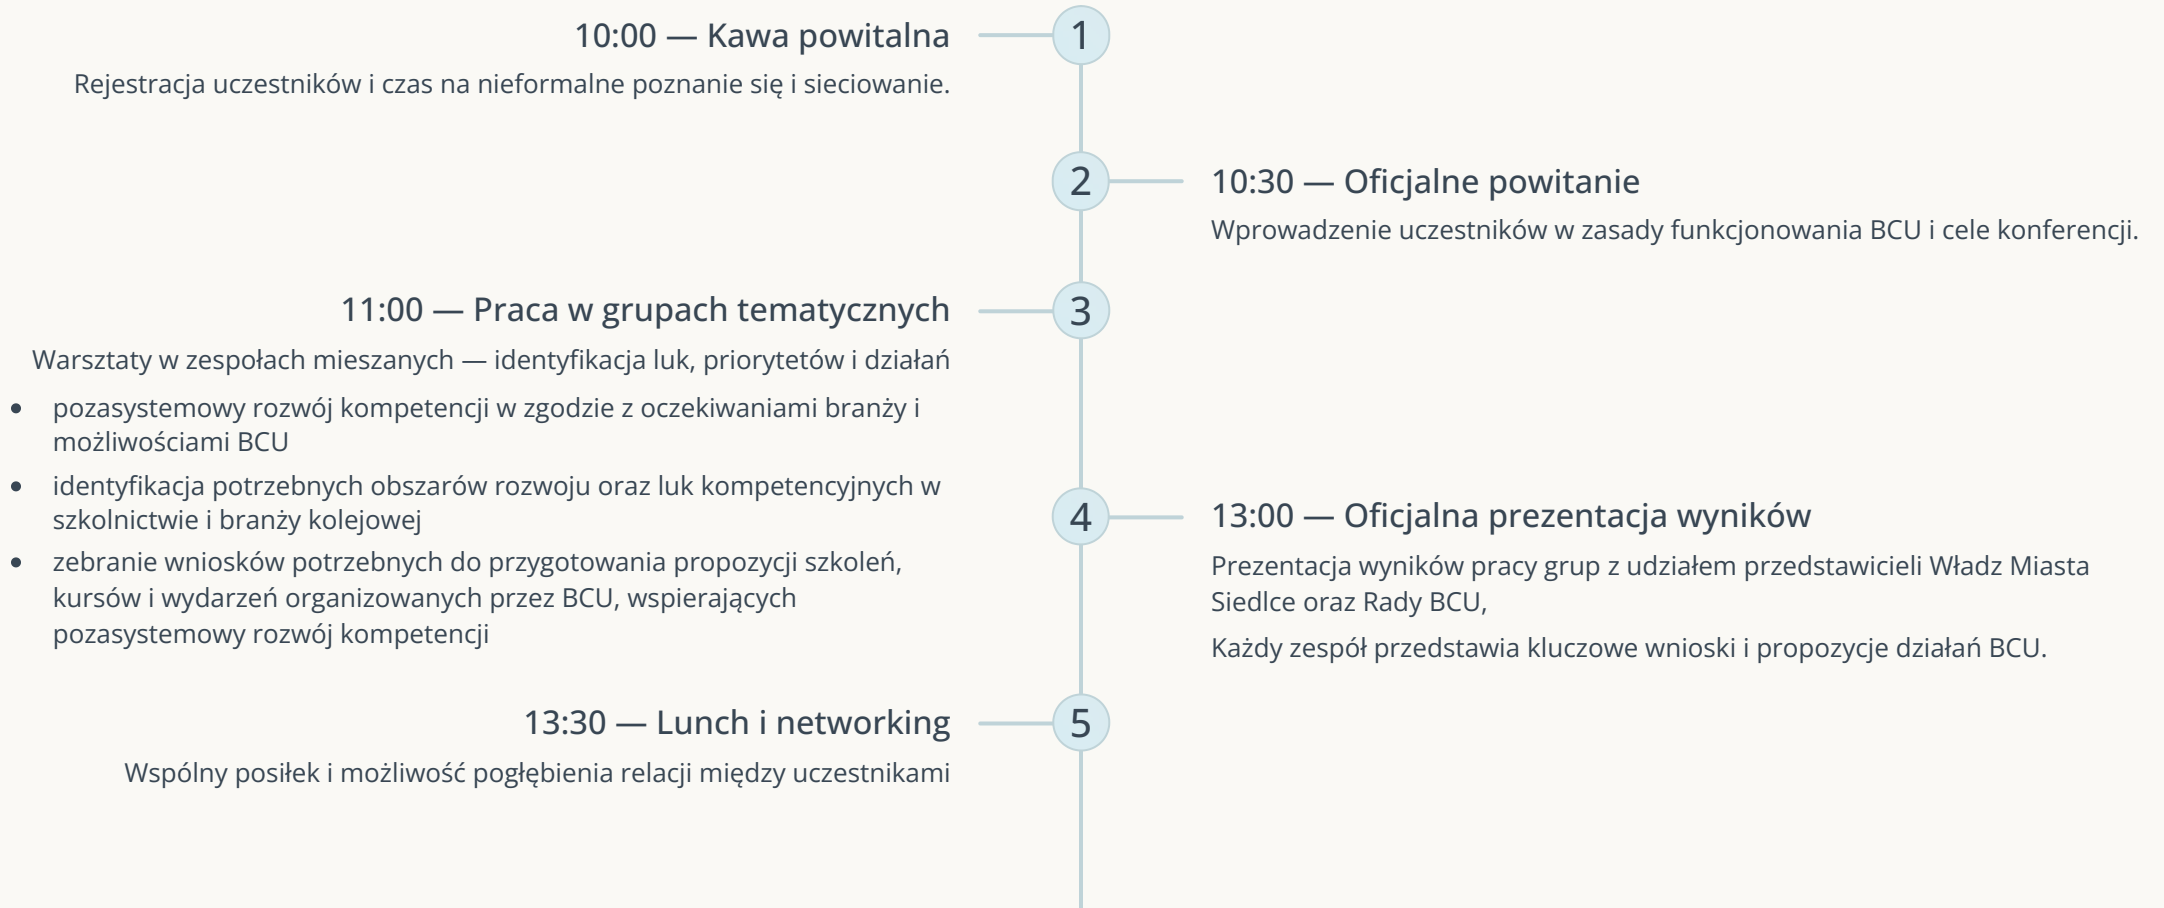 10:00 — Kawa powitalna
1
Rejestracja uczestników i czas na nieformalne poznanie się i sieciowanie.
2
10:30 — Oficjalne powitanie
Wprowadzenie uczestników w zasady funkcjonowania BCU i cele konferencji.
11:00 — Praca w grupach tematycznych
3
Warsztaty w zespołach mieszanych — identyfikacja luk, priorytetów i działań
• pozasystemowy rozwój kompetencji w zgodzie z oczekiwaniami branży i
możliwościami BCU
• identyfikacja potrzebnych obszarów rozwoju oraz luk kompetencyjnych w
szkolnictwie i branży kolejowej
• zebranie wniosków potrzebnych do przygotowania propozycji szkoleń,
kursów i wydarzeń organizowanych przez BCU, wspierających
pozasystemowy rozwój kompetencji
4
13:00 — Oficjalna prezentacja wyników
Prezentacja wyników pracy grup z udziałem przedstawicieli Władz Miasta
Siedlce oraz Rady BCU,
Każdy zespół przedstawia kluczowe wnioski i propozycje działań BCU.
13:30 — Lunch i networking
5
Wspólny posiłek i możliwość pogłębienia relacji między uczestnikami